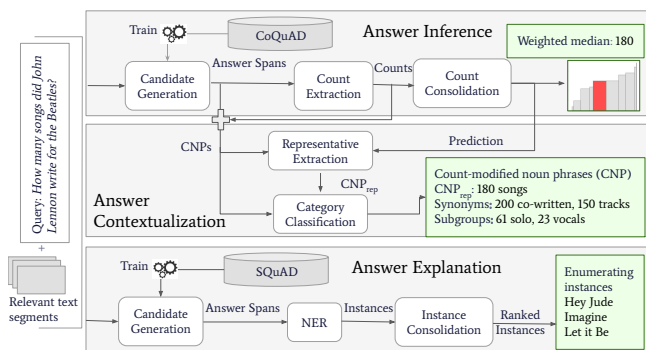 Query: How many songs did John
Lennon write for the Beatles?
+
Relevant text
segments
Answer Inference
Train
CoQuAD
Weighted median: 180
Candidate
Generation
Answer Spans
Count
Extraction
Counts
Count
Consolidation
CNPs
Representative
Extraction
Prediction
CNP rep
Category
Classification
Answer
Contextualization
Count-modified noun phrases (CNP)
CNP rep: 180 songs
Synonyms: 200 co-written, 150 tracks
Subgroups: 61 solo, 23 vocals
Answer Explanation
Train
SQuAD
Candidate
Generation
Answer Spans
NER
Instances
Instance
Consolidation
Ranked
Instances
Enumerating
instances
Hey Jude
Imagine
Let it Be